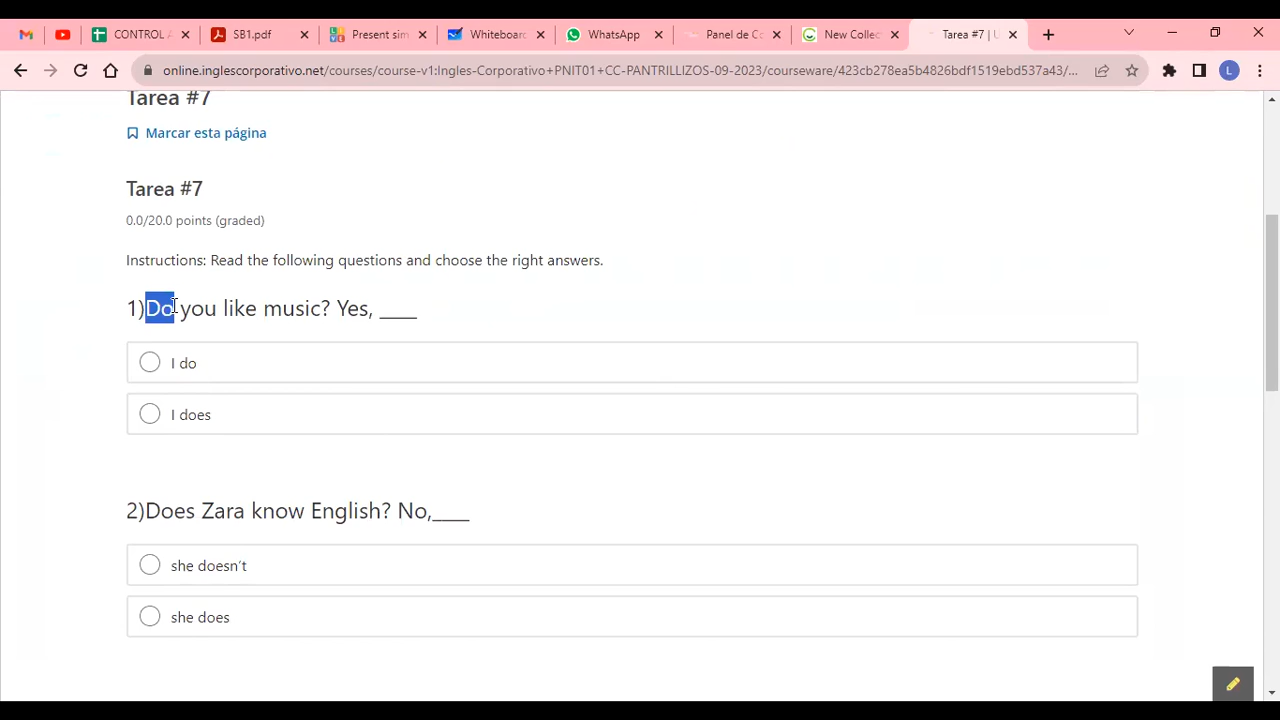 CONTROL A
SB1.pdf
Present sim
Whiteboard
WhatsApp
Panel de Co
New Collec
Tarea #7 | U
online.inglescorporativo.net/courses/course-v1:Ingles-Corporativo+PNIT01+CC-PANTRILLIZOS-09-2023/courseware/423cb278ea5b4826bdf1519ebd537a43/...
L
Tarea #7
Marcar esta página
Tarea #7
0.0/20.0 points (graded)
Instructions: Read the following questions and choose the right answers.
1)Do you like music? Yes, ____
I do
I does
2)Does Zara know English? No,____
she doesn't
she does